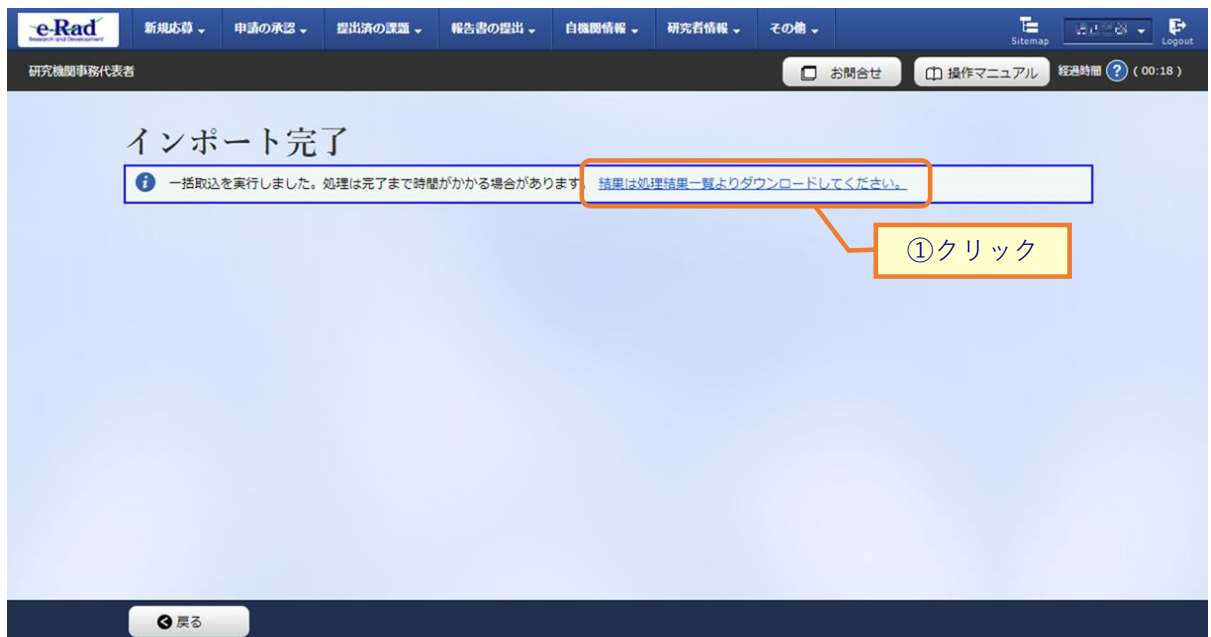 e-Rad
Research and Development
新規応募
申請の承認
提出済の課題
報告書の提出
自機関情報
研究者情報
その他
Sitemap
Logout
研究機関事務代表者
お問合せ
操作マニュアル
経過時間 ? ( 00:18 )
インポート完了
i 一括取込を実行しました。処理は完了まで時間がかかる場合があります。 結果は処理結果一覧よりダウンロードしてください。
①クリック
戻る